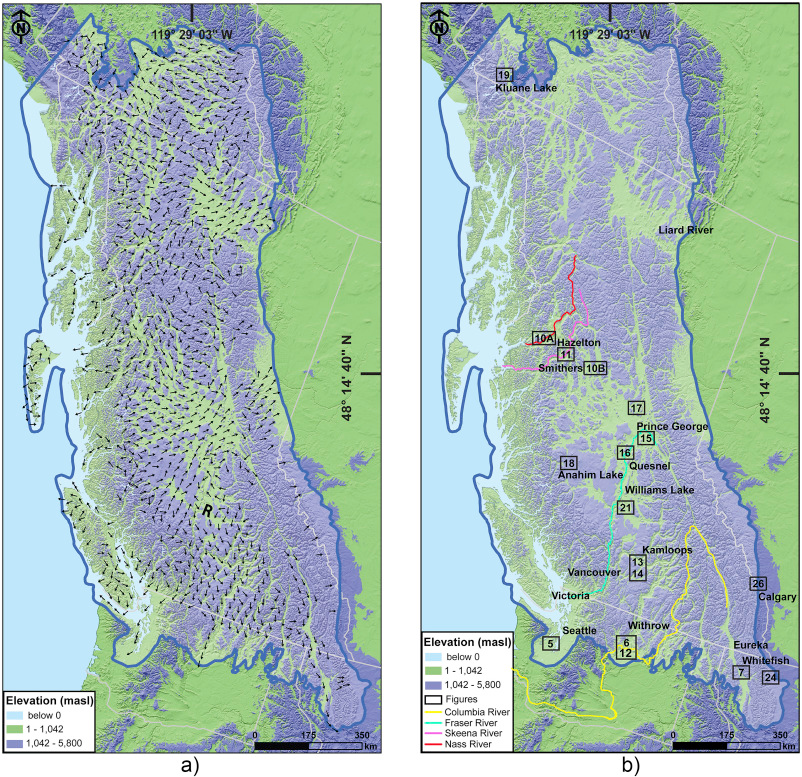 N
119° 29' 03" W
48° 14' 40" N
R
Elevation (masl)
below 0
1 - 1,042
1,042 - 5,800
0 175 350
km
a)
N
119° 29' 03" W
19
Kluane Lake
Liard River
48° 14' 40" N
10A
Hazelton
11
Smithers
10B
17
Prince George
15
16
18
Quesnel
Anahim Lake
Williams Lake
21
Kamloops
13
14
Vancouver
26
Calgary
Victoria
Withrow
Seattle
5
6
12
Eureka
Whitefish
7
24
Elevation (masl)
below 0
1 - 1,042
1,042 - 5,800
Figures
Columbia River
Fraser River
Skeena River
Nass River
0 175 350
km
b)